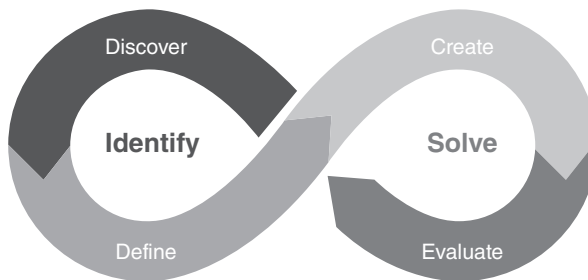 Discover
Create
Identify
Solve
Define
Evaluate